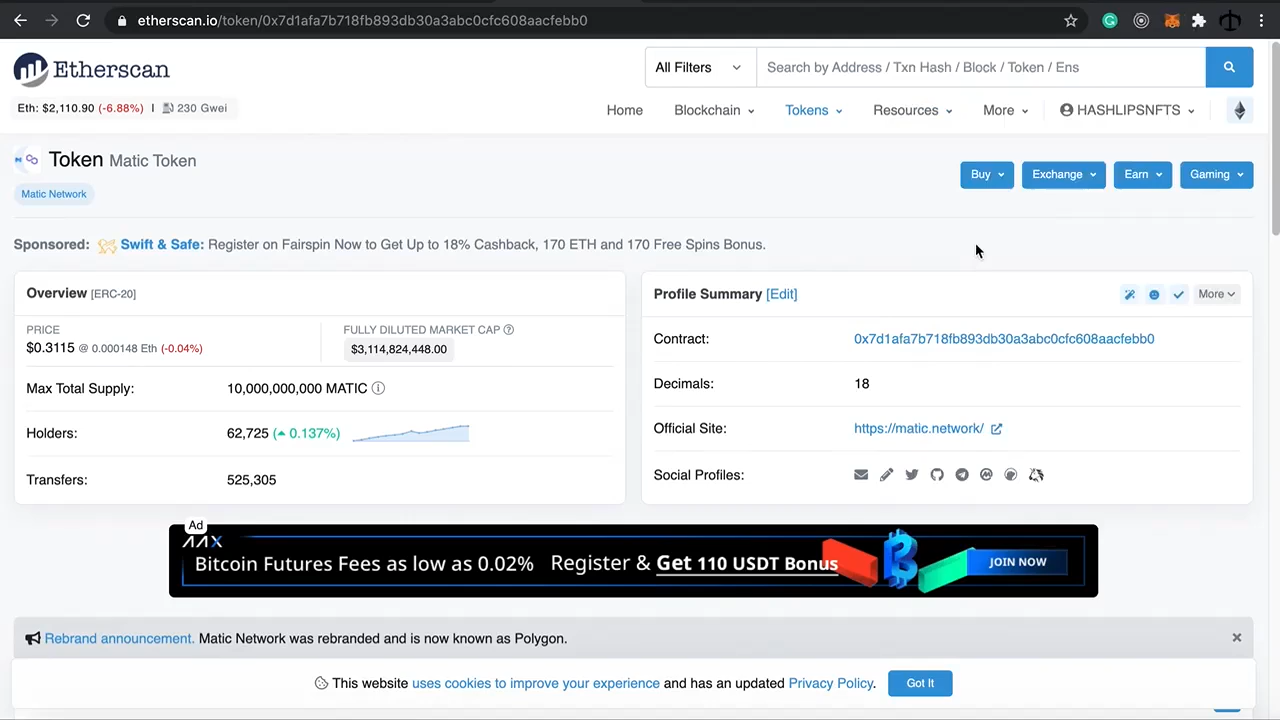 etherscan.io/token/0x7d1afa7b718fb893db30a3abc0cfc608aacfebb0
Etherscan
All Filters
Search by Address / Txn Hash / Block / Token / Ens
Eth: $2,110.90 (-6.88%) | 230 Gwei
Home Blockchain Tokens Resources More HASHLIPSNFTS
Token Matic Token
Matic Network
Buy Exchange Earn Gaming
Sponsored: Swift & Safe: Register on Fairspin Now to Get Up to 18% Cashback, 170 ETH and 170 Free Spins Bonus.
Overview [ERC-20]
PRICE
$0.3115 @ 0.000148 Eth (-0.04%)
FULLY DILUTED MARKET CAP
$3,114,824,448.00
Max Total Supply: 10,000,000,000 MATIC
Holders: 62,725 (0.137%)
Transfers: 525,305
Profile Summary [Edit]
More
Contract: 0x7d1afa7b718fb893db30a3abc0cfc608aacfebb0
Decimals: 18
Official Site: https://matic.network/
Social Profiles:
Ad
AAX
Bitcoin Futures Fees as low as 0.02% Register & Get 110 USDT Bonus
JOIN NOW
Rebrand announcement. Matic Network was rebranded and is now known as Polygon.
This website uses cookies to improve your experience and has an updated Privacy Policy.
Got It